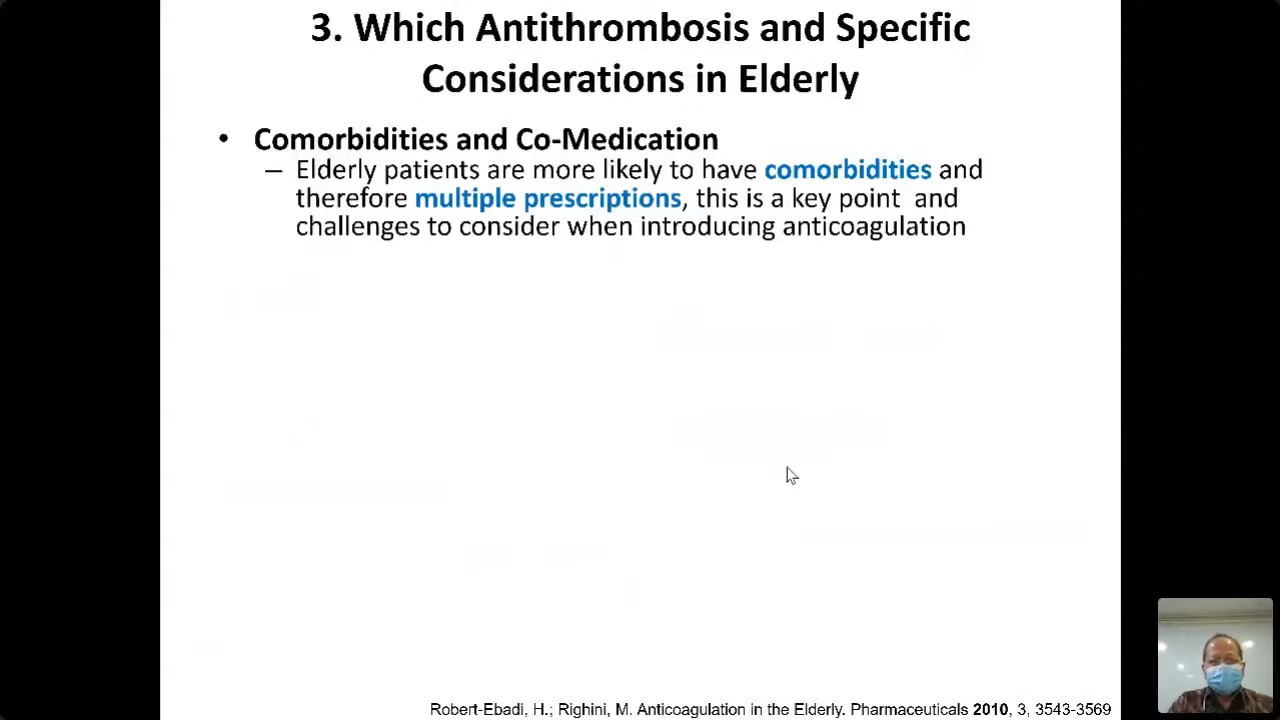 3. Which Antithrombosis and Specific
Considerations in Elderly
• Comorbidities and Co-Medication
– Elderly patients are more likely to have comorbidities and
therefore multiple prescriptions, this is a key point and
challenges to consider when introducing anticoagulation
Robert-Ebadi, H.; Righini, M. Anticoagulation in the Elderly. Pharmaceuticals 2010, 3, 3543-3569